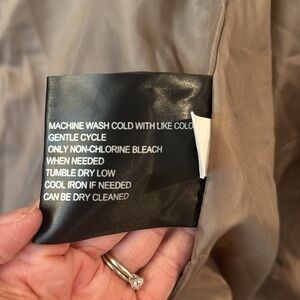 MACHINE WASH COLD WITH LIKE COLO
GENTLE CYCLE
ONLY NON-CHLORINE BLEACH
WHEN NEEDED
TUMBLE DRY LOW
COOL IRON IF NEEDED
CAN BE DRY CLEANED